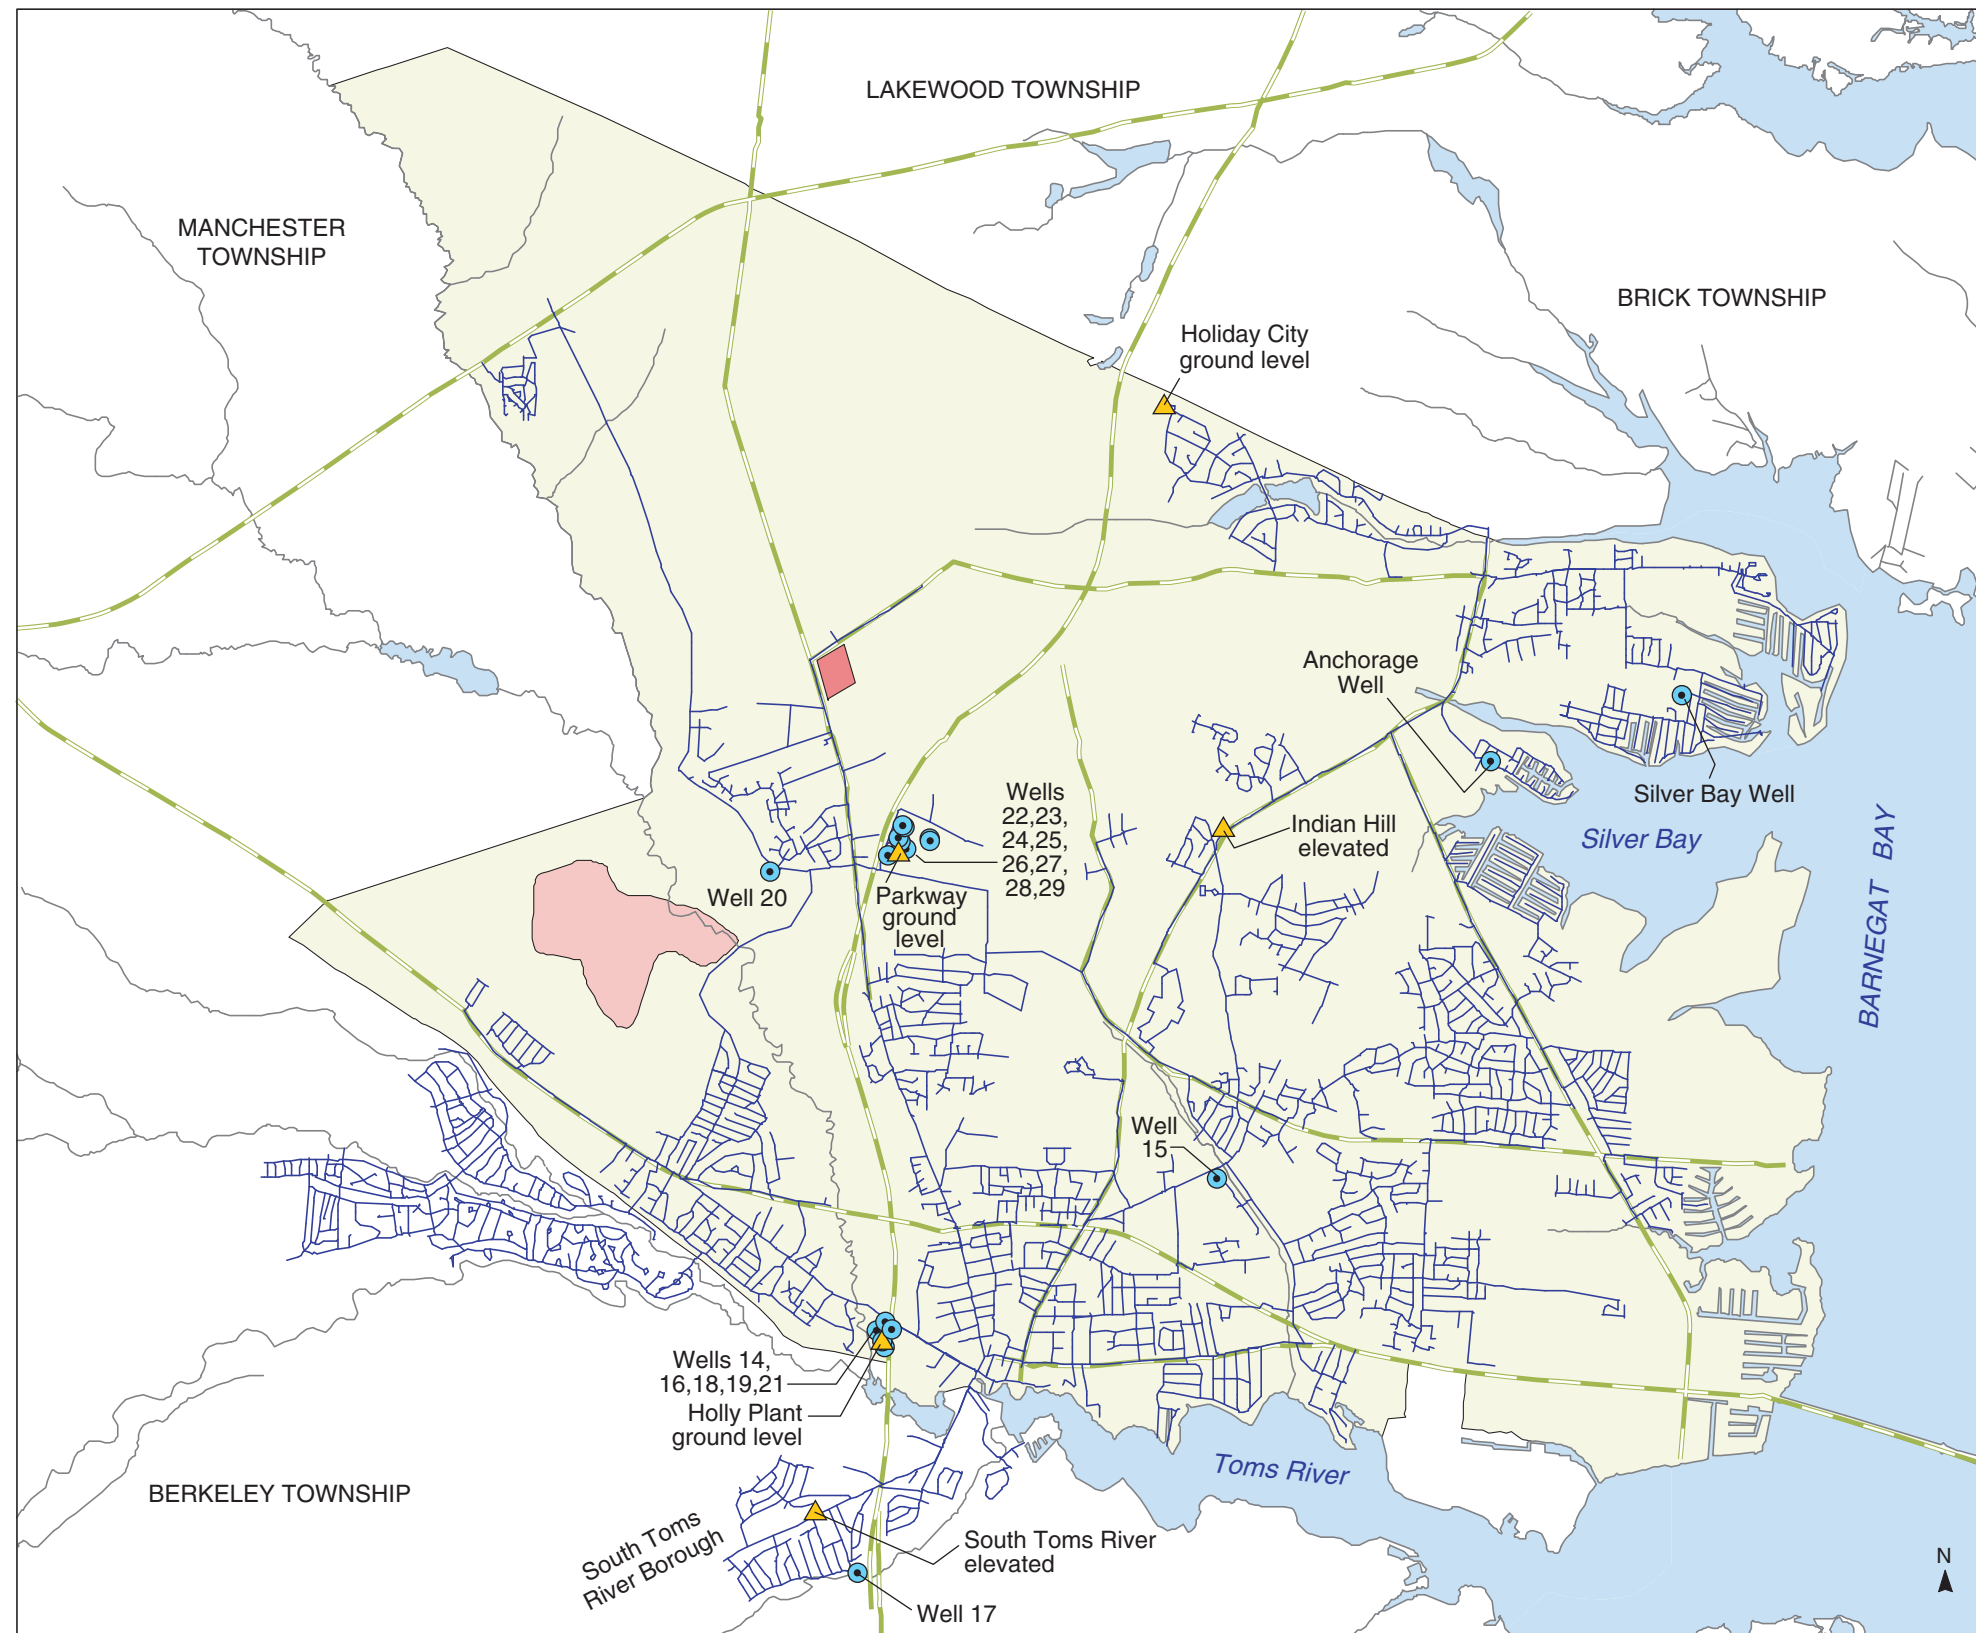 LAKEWOOD TOWNSHIP
MANCHESTER
TOWNSHIP
BRICK TOWNSHIP
Holiday City
ground level
Anchorage
Well
Silver Bay Well
Wells
22,23,
24,25,
26,27,
28,29
Indian Hill
elevated
Silver Bay
BARNEGAT BAY
Well 20
Parkway
ground
level
Well
15
Wells 14,
16,18,19,21
Holly Plant
ground level
Toms River
BERKELEY TOWNSHIP
South Toms
River Borough
South Toms River
elevated
Well 17
N